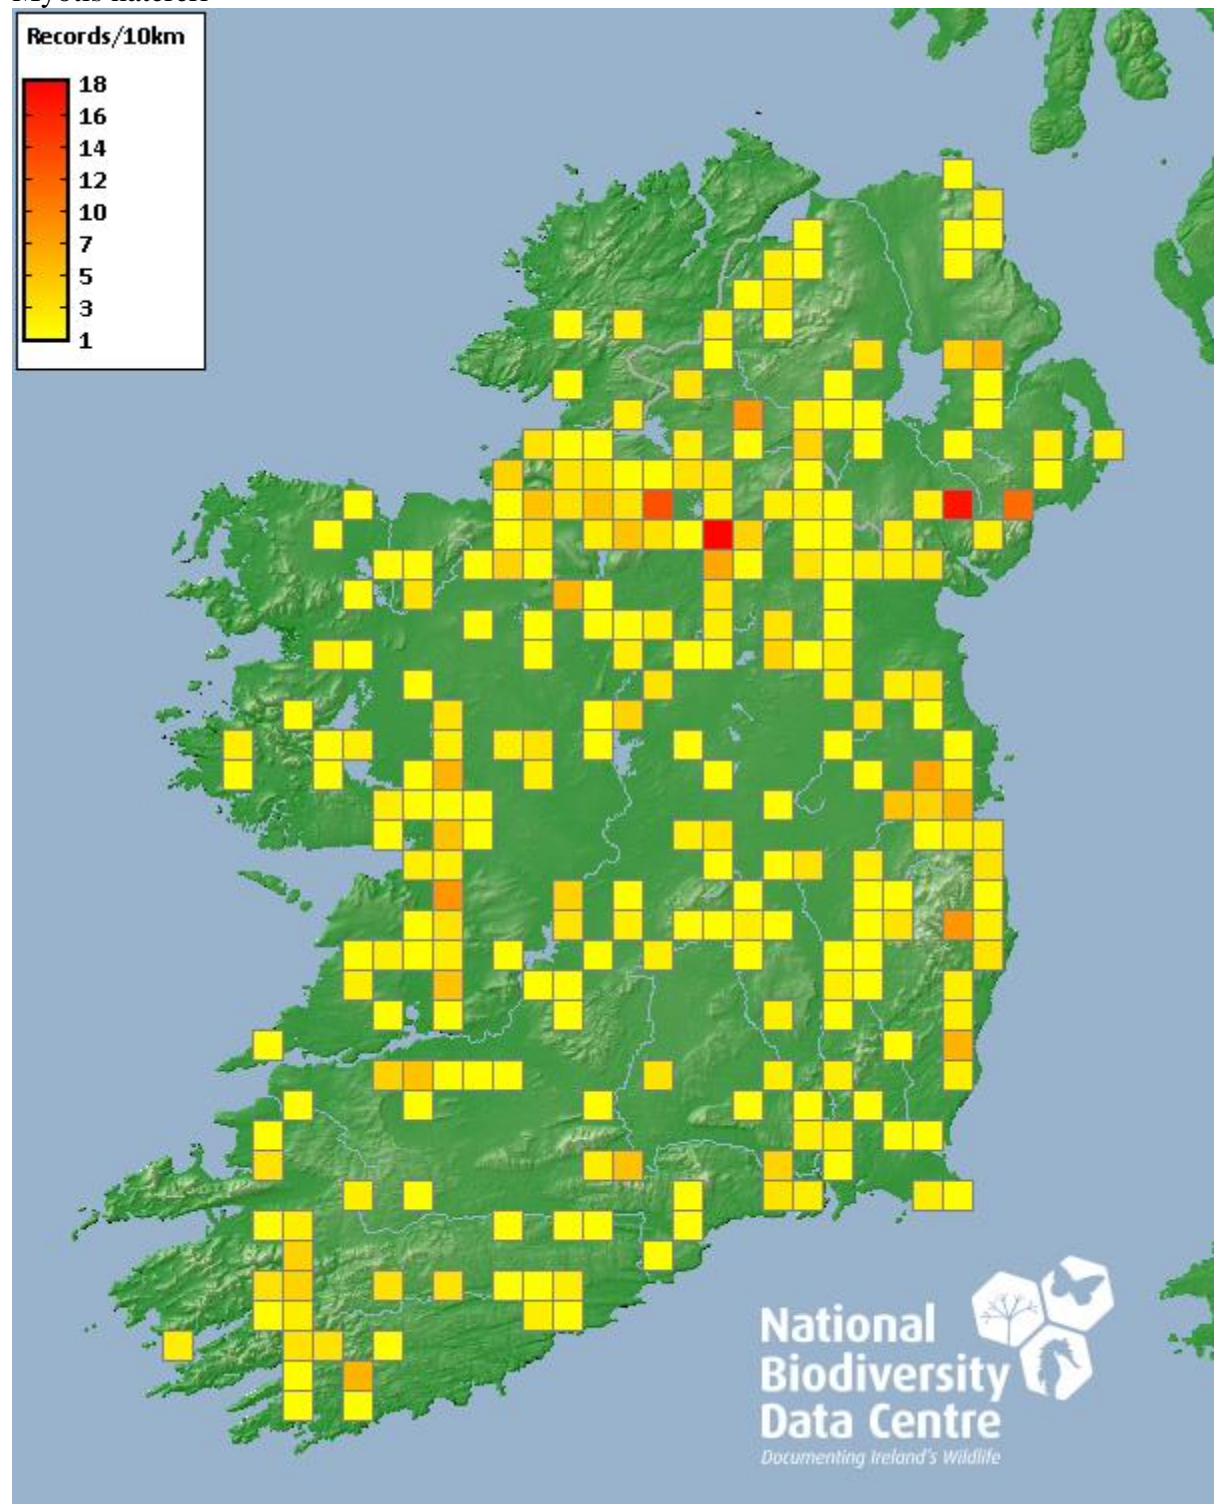 Myotis nattereri
Records/10km
18
16
14
12
10
7
5
3
1
National
Biodiversity
Data Centre
Documenting Ireland's Wildlife